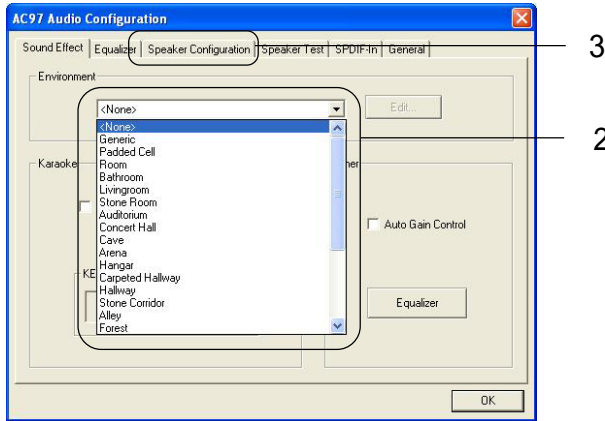 AC97 Audio Configuration
Sound Effect Equalizer Speaker Configuration Speaker Test SPDIF-In General
3
Environment
<None>
Edit...
2
<None>
Generic
Padded Cell
Room
Bathroom
Livingroom
Stone Room
Auditorium
Concert Hall
Cave
Arena
Hangar
Carpeted Hallway
Hallway
Stone Corridor
Alley
Forest
Karaoke
KE
Auto Gain Control
Equalizer
OK